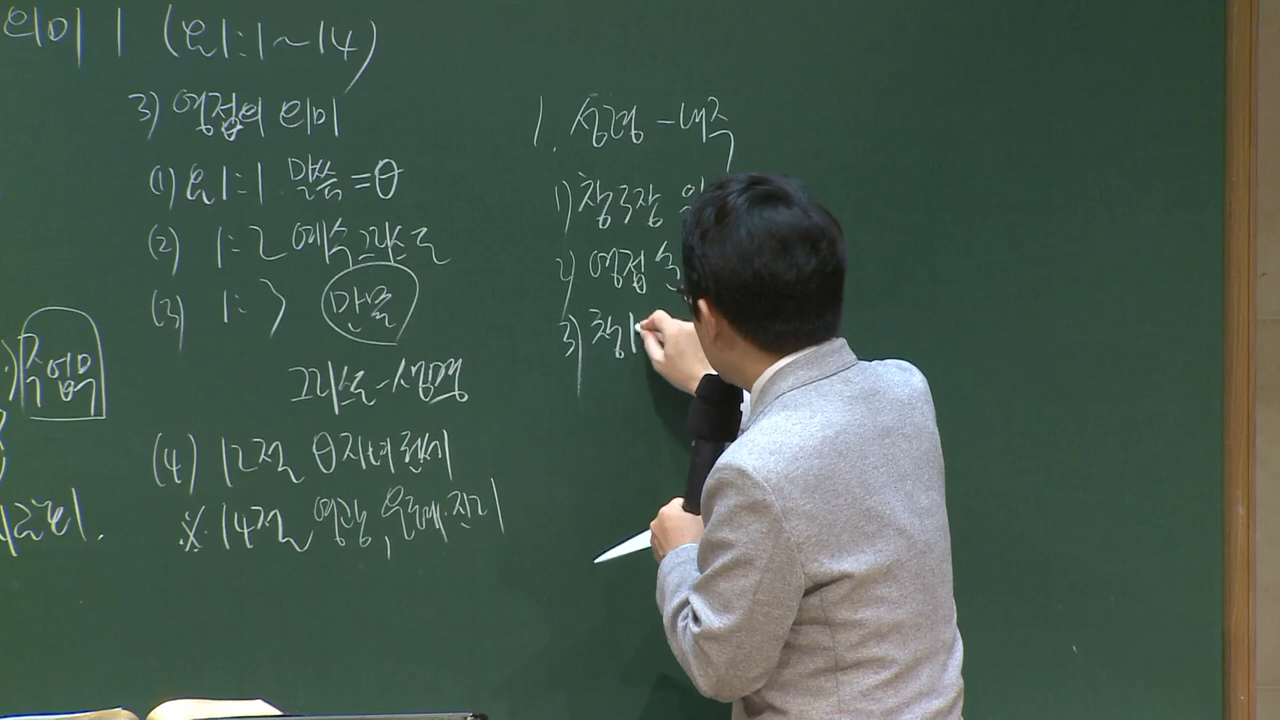 의미 1 (요1:1~14)
3) 영접의 의미
(1) 요1:1 말씀=θ
(2) 1:2 예수그리스도
(3) 1:3 만물
그리스도-생명
(4) 12절 θ자녀권세
※ 14절 영광, 은혜·진리
1. 성령-내주
1) 창3장
2) 영접
3)